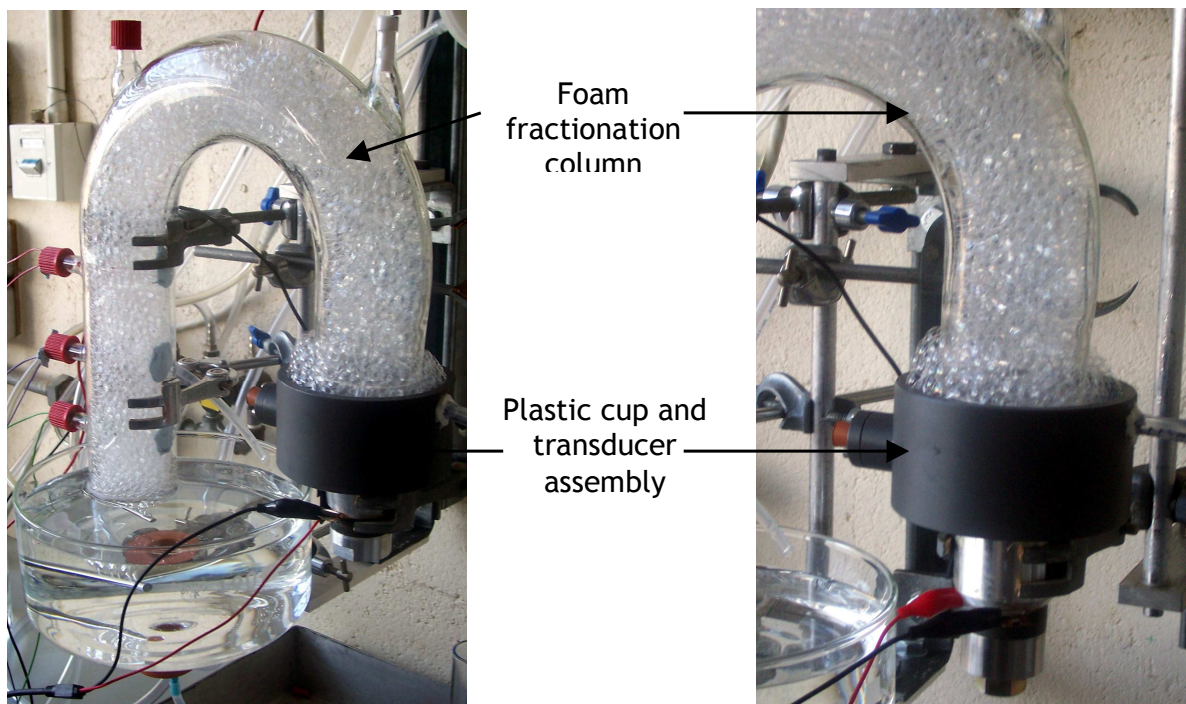 Foam
fractionation
column
Plastic cup and
transducer
assembly